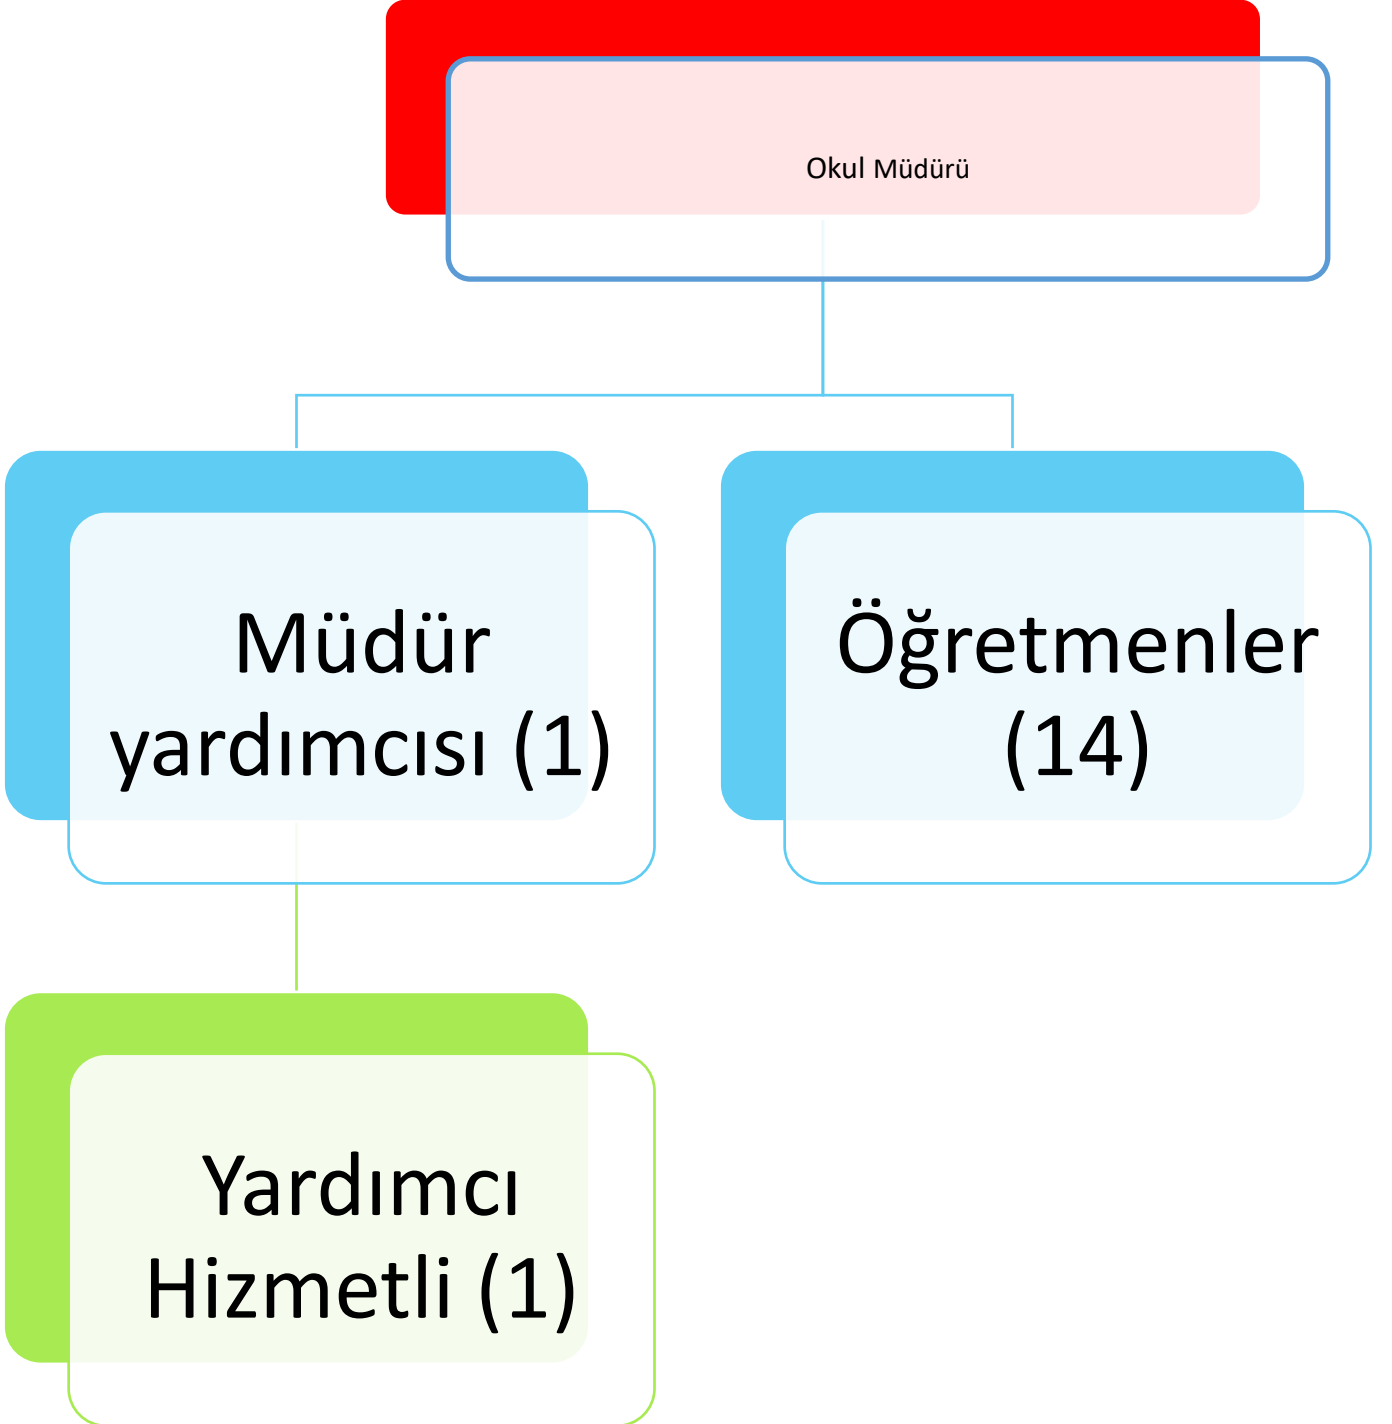 Okul Müdürü
Müdür
yardımcısı (1)
Öğretmenler
(14)
Yardımcı
Hizmetli (1)